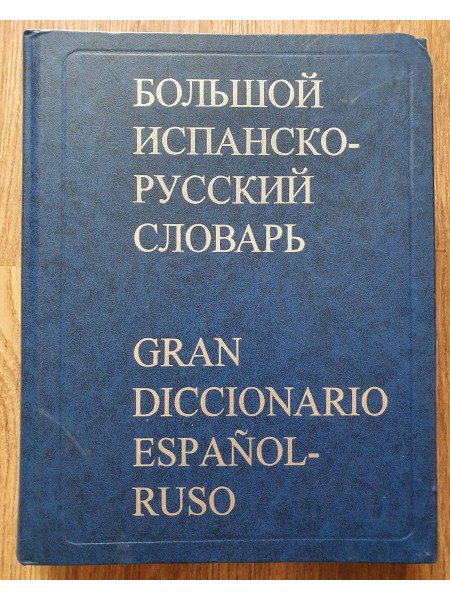 БОЛЬШОЙ
ИСПАНСКО-
РУССКИЙ
СЛОВАРЬ
GRAN
DICCIONARIO
ESPAÑOL-
RUSO